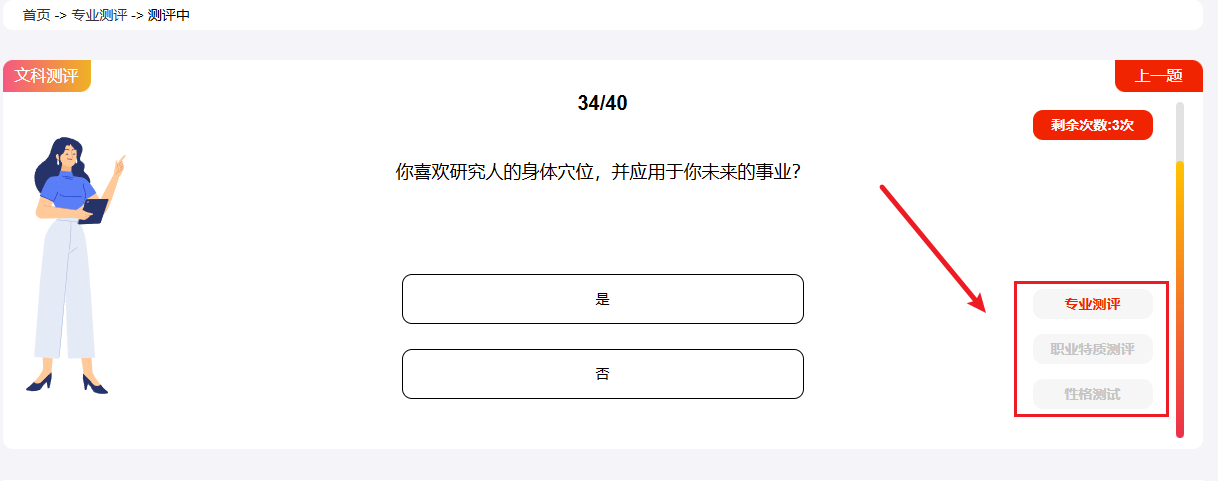 首页 -> 专业测评 -> 测评中
文科测评
上一题
34/40
剩余次数:3次
你喜欢研究人的身体穴位，并应用于你未来的事业?
是
否
专业测评
职业特质测评
性格测试